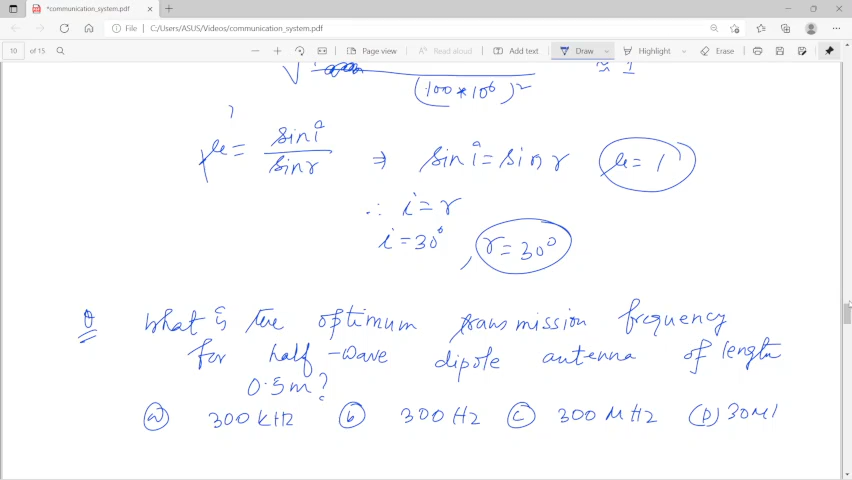 *communication_system.pdf
File | C:/Users/ASUS/Videos/communication_system.pdf
10 of 15 Page view Read aloud Add text Draw Highlight Erase
≈ 1
(100*10⁶)²
μ = sin i / sin r ⇒ sin i = sin r μ = 1
∴ i = r
i = 30°, r = 30°
Q What is the optimum transmission frequency
for half-wave dipole antenna of length
0.5m?
(a) 300 KHz (b) 300 Hz (c) 300 MHz (D) 30M